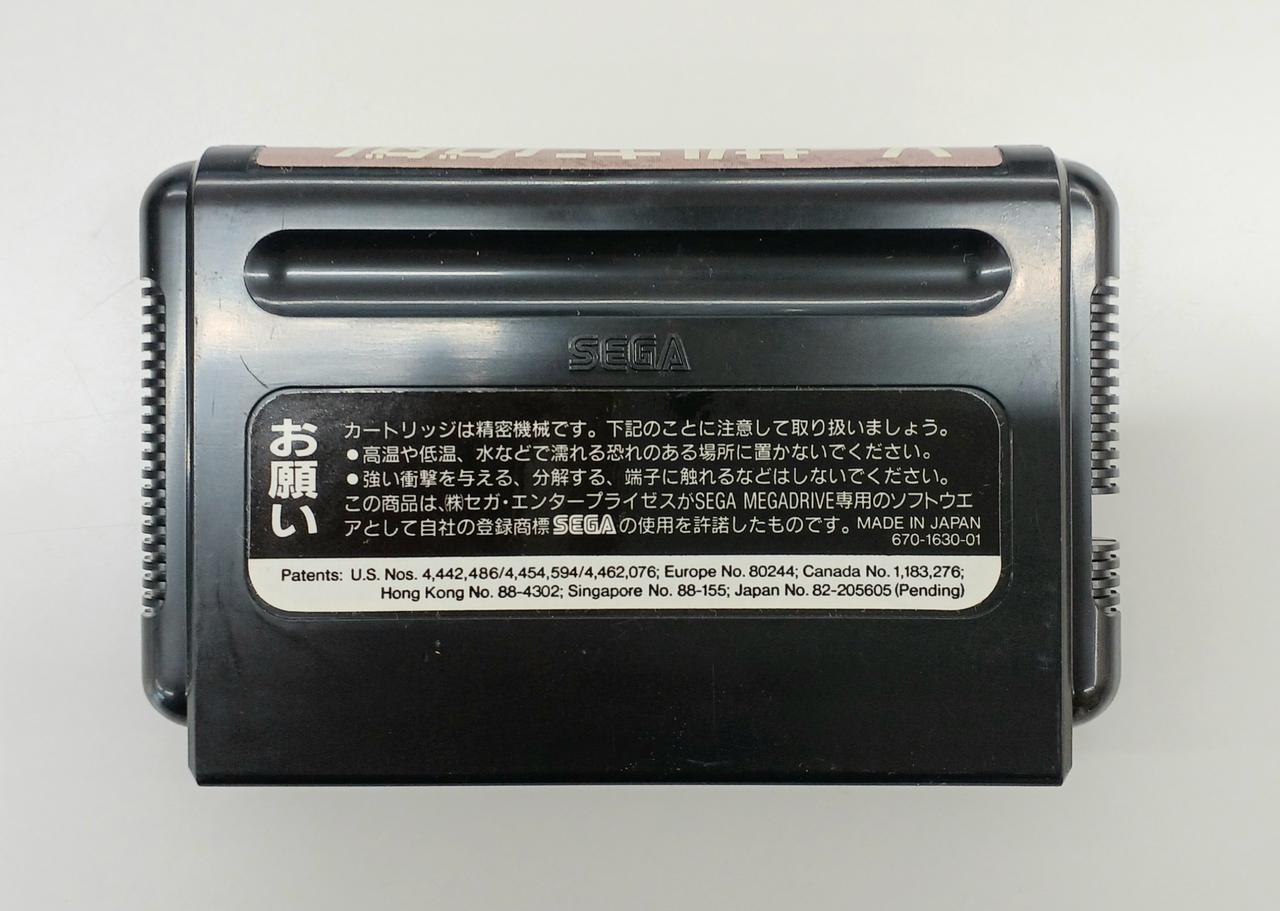 SEGA
お願い
カートリッジは精密機械です。下記のことに注意して取り扱いましょう。
●高温や低温、水などで濡れる恐れのある場所に置かないでください。
●強い衝撃を与える、分解する、端子に触れるなどはしないでください。
この商品は、㈱セガ・エンタープライゼスがSEGA MEGADRIVE専用のソフトウエ
アとして自社の登録商標SEGAの使用を許諾したものです。MADE IN JAPAN
670-1630-01
Patents: U.S. Nos. 4,442,486/4,454,594/4,462,076; Europe No. 80244; Canada No. 1,183,276;
Hong Kong No. 88-4302; Singapore No. 88-155; Japan No. 82-205605 (Pending)